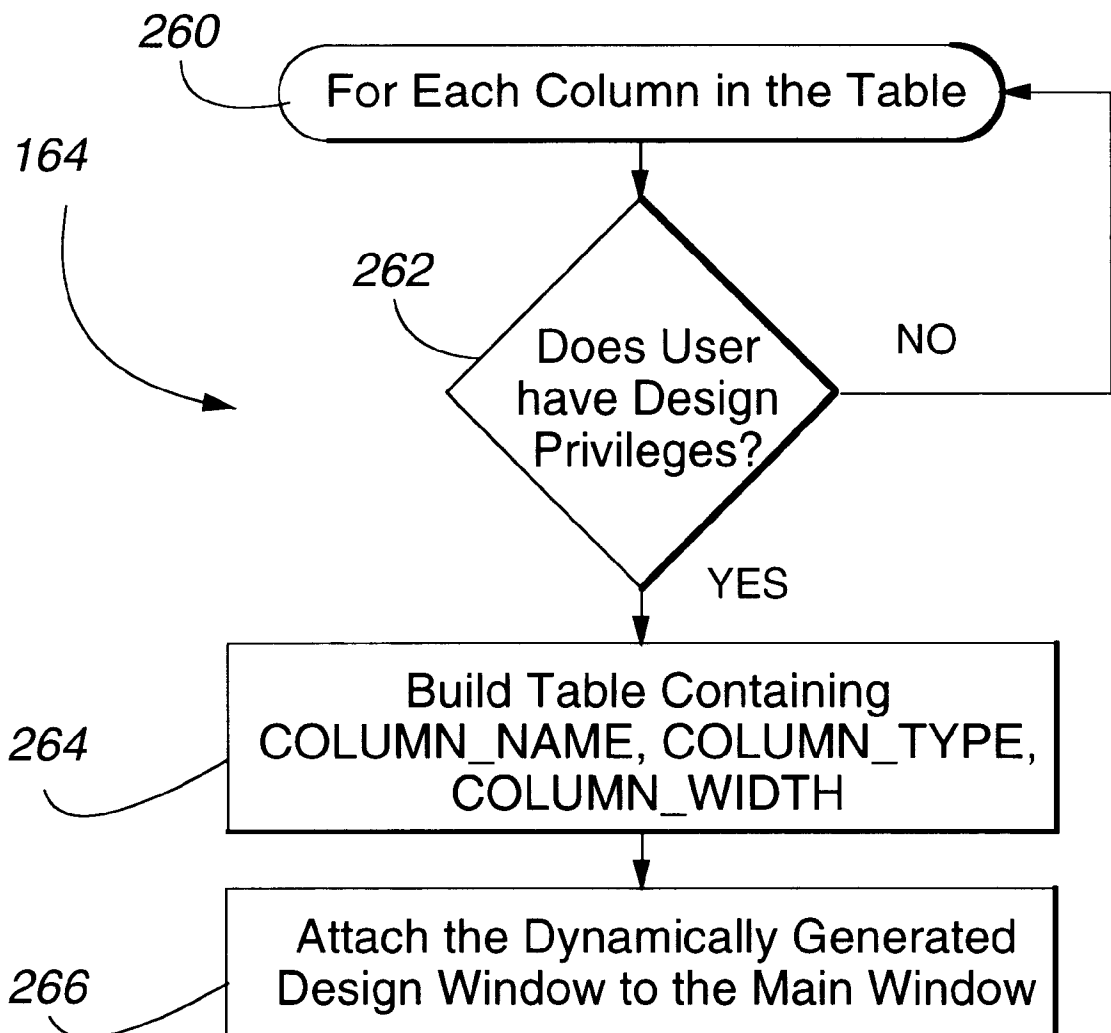 260
For Each Column in the Table
164
262
Does User
have Design
Privileges?
NO
YES
Build Table Containing
COLUMN_NAME, COLUMN_TYPE,
COLUMN_WIDTH
264
Attach the Dynamically Generated
Design Window to the Main Window
266